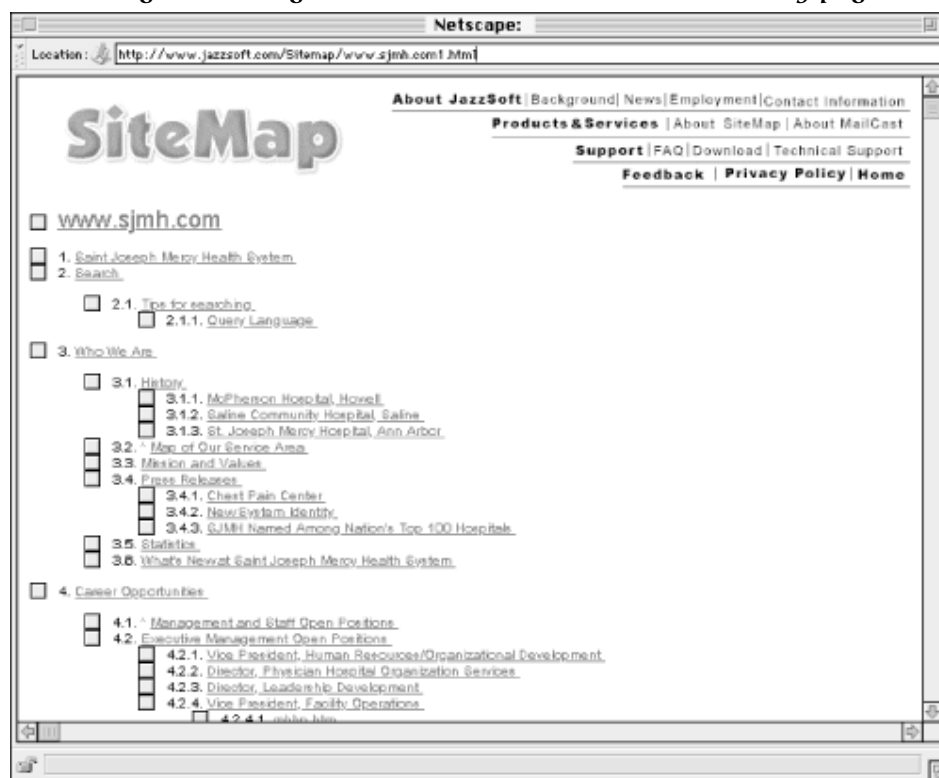 Netscape:
Location: http://www.jazzsoft.com/Sitemap/www.sjmh.com1.html
SiteMap
About JazzSoft | Background | News | Employment | Contact Information
Products & Services | About SiteMap | About MailCast
Support | FAQ | Download | Technical Support
Feedback | Privacy Policy | Home
www.sjmh.com
1. Saint Joseph Mercy Health System
2. Search
2.1. Tips for searching
2.1.1. Query Language
3. Who We Are
3.1. History
3.1.1. McPherson Hospital, Howell
3.1.2. Saline Community Hospital, Saline
3.1.3. St. Joseph Mercy Hospital, Ann Arbor
3.2. ^ Map of Our Service Area
3.3. Mission and Values
3.4. Press Releases
3.4.1. Chest Pain Center
3.4.2. New System Identity
3.4.3. SJMH Named Among Nation's Top 100 Hospitals
3.5. Statistics
3.6. What's New at Saint Joseph Mercy Health System
4. Career Opportunities
4.1. ^ Management and Staff Open Positions
4.2. Executive Management Open Positions
4.2.1. Vice President, Human Resources/Organizational Development
4.2.2. Director, Physician Hospital Organization Services
4.2.3. Director, Leadership Development
4.2.4. Vice President, Facility Operations
4.2.4.1.